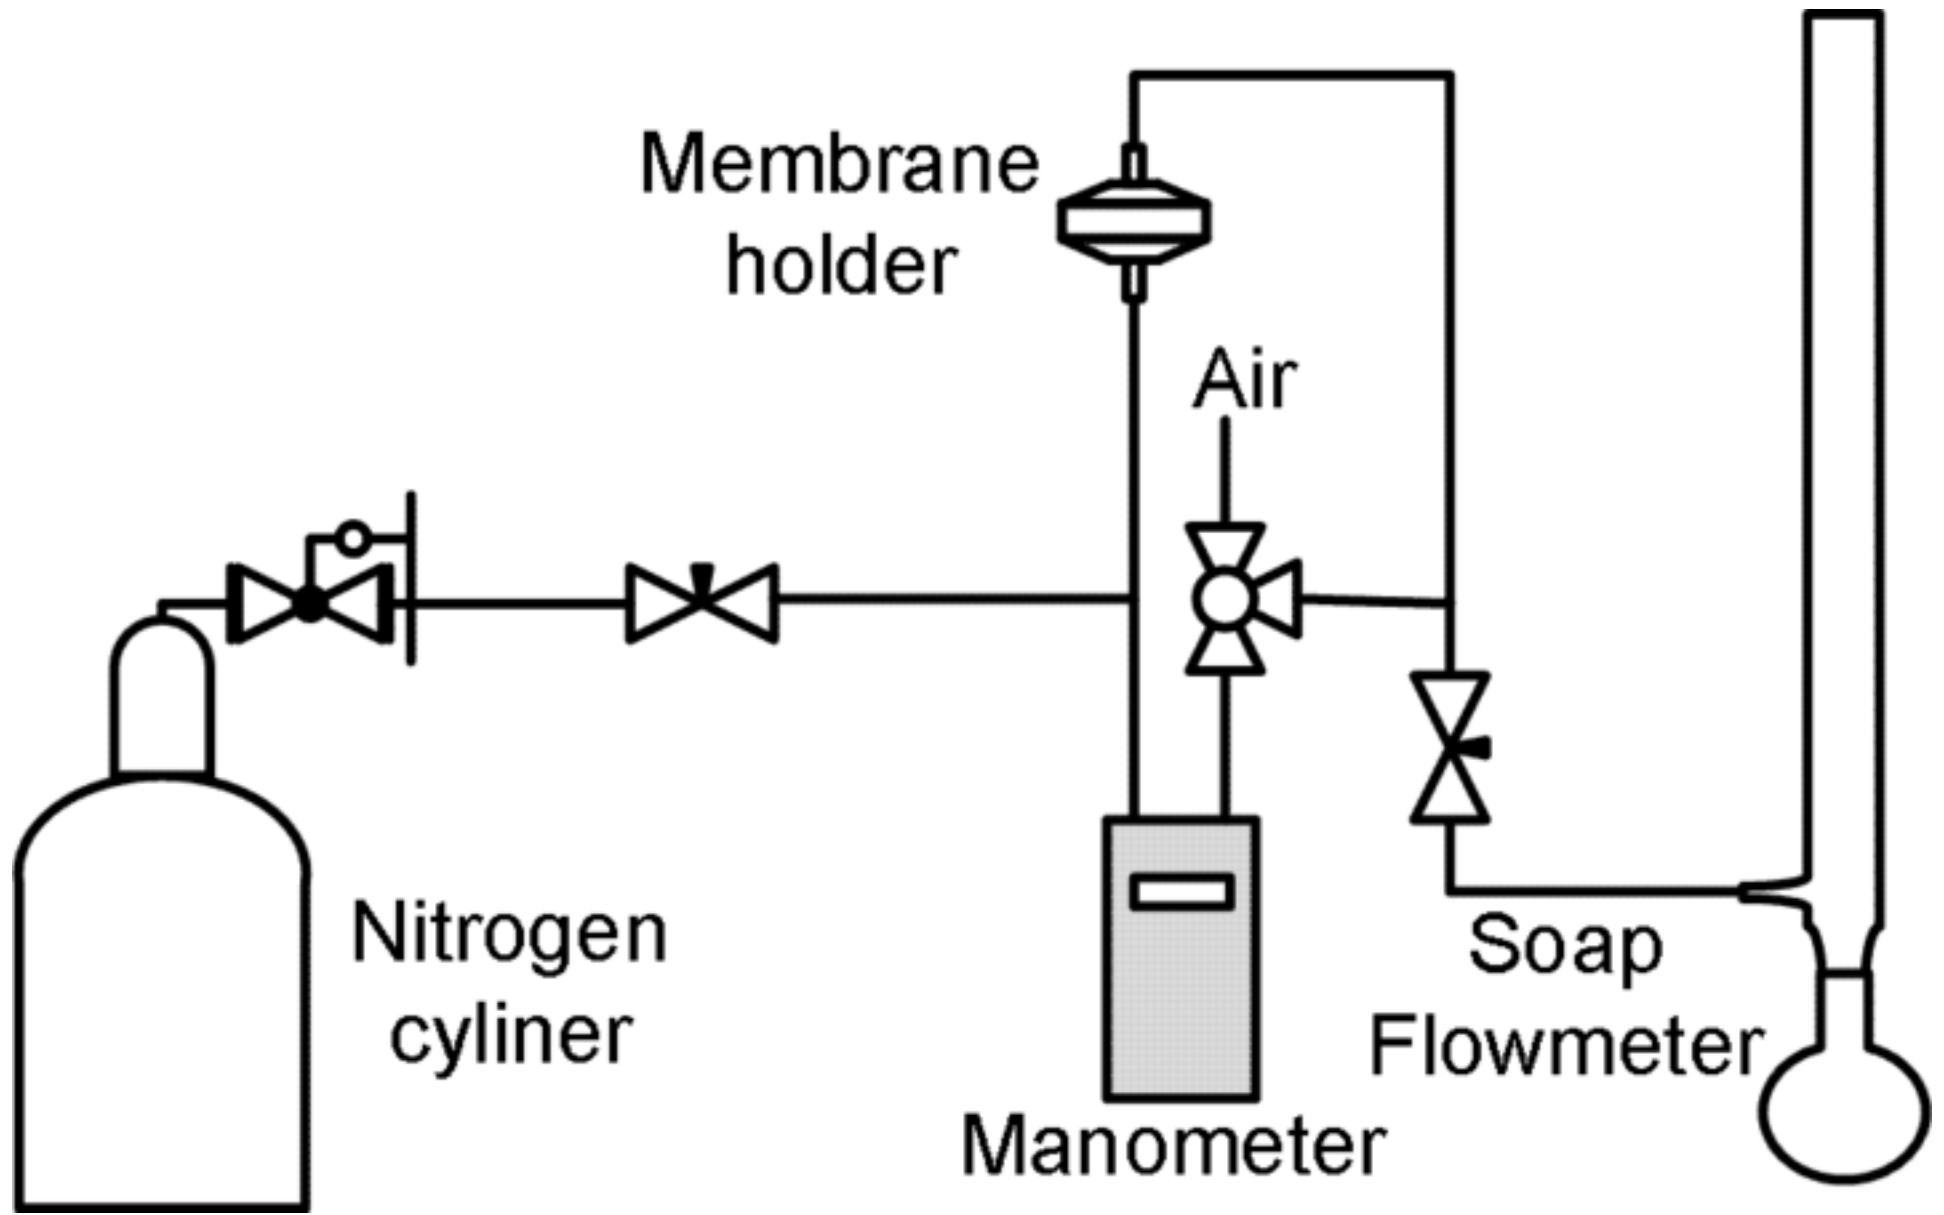 Membrane
holder
Air
Nitrogen
cyliner
Soap
Flowmeter
Manometer